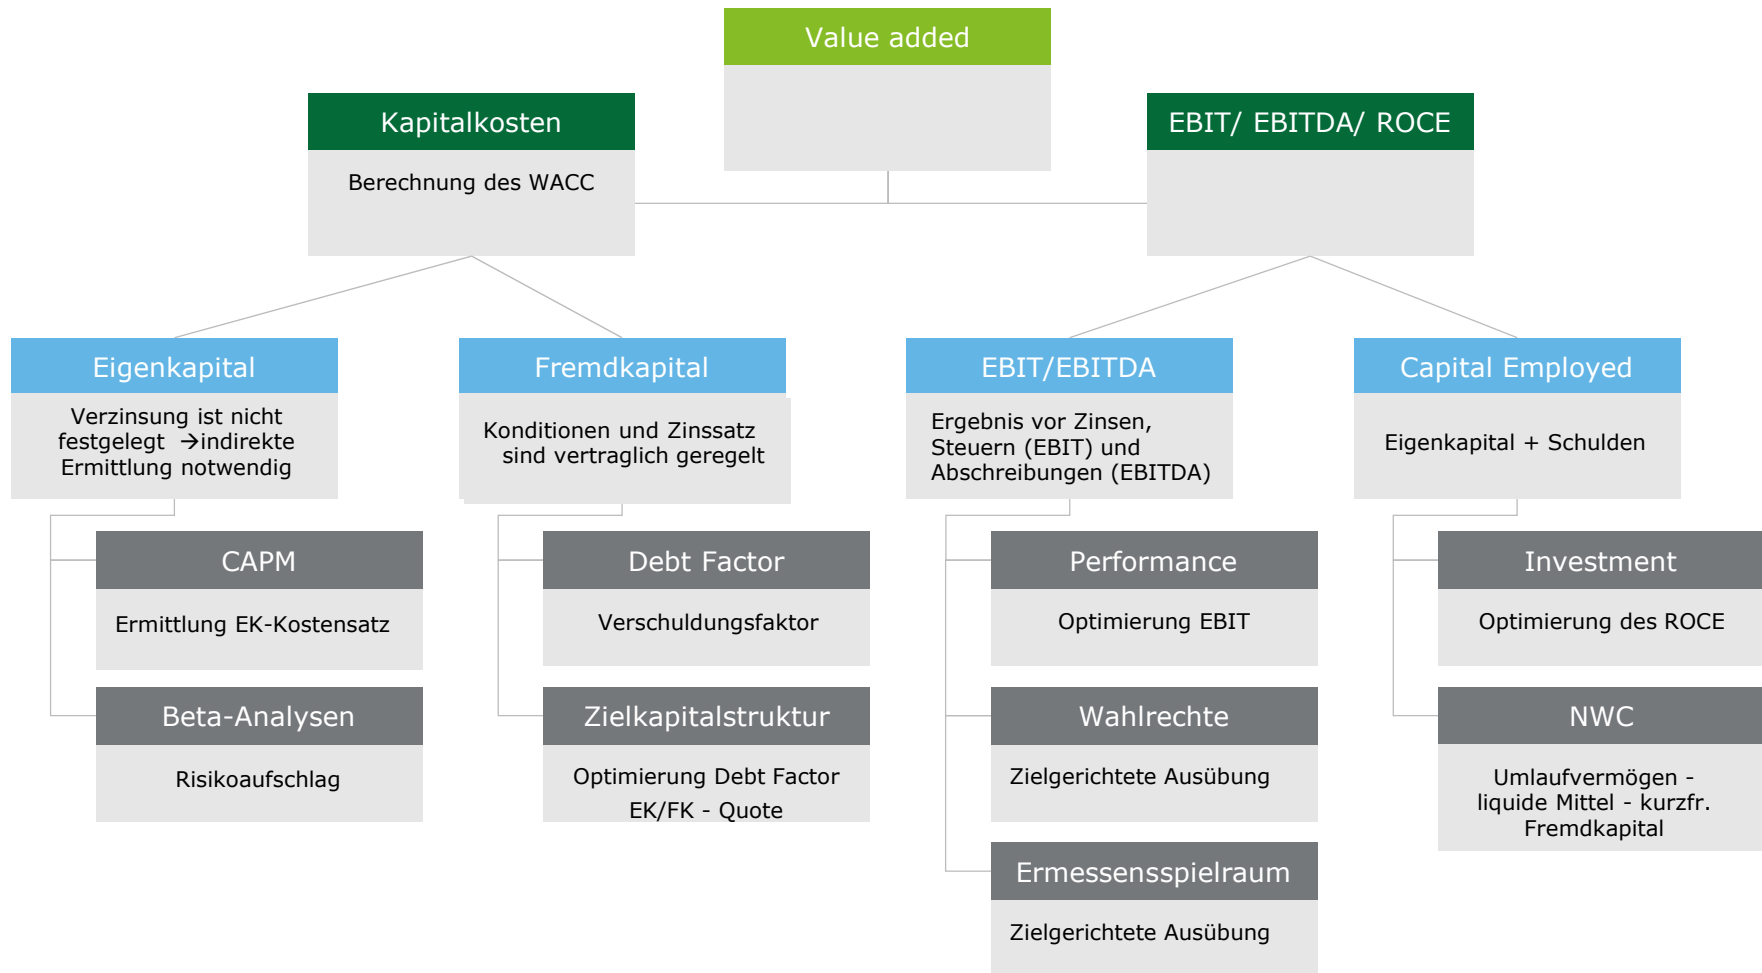 Value added
Kapitalkosten
Berechnung des WACC
EBIT/ EBITDA/ ROCE
Eigenkapital
Verzinsung ist nicht
festgelegt →indirekte
Ermittlung notwendig
Fremdkapital
Konditionen und Zinssatz
sind vertraglich geregelt
EBIT/EBITDA
Ergebnis vor Zinsen,
Steuern (EBIT) und
Abschreibungen (EBITDA)
Capital Employed
Eigenkapital + Schulden
CAPM
Ermittlung EK-Kostensatz
Beta-Analysen
Risikoaufschlag
Debt Factor
Verschuldungsfaktor
Zielkapitalstruktur
Optimierung Debt Factor
EK/FK - Quote
Performance
Optimierung EBIT
Wahlrechte
Zielgerichtete Ausübung
Ermessensspielraum
Zielgerichtete Ausübung
Investment
Optimierung des ROCE
NWC
Umlaufvermögen -
liquide Mittel - kurzfr.
Fremdkapital